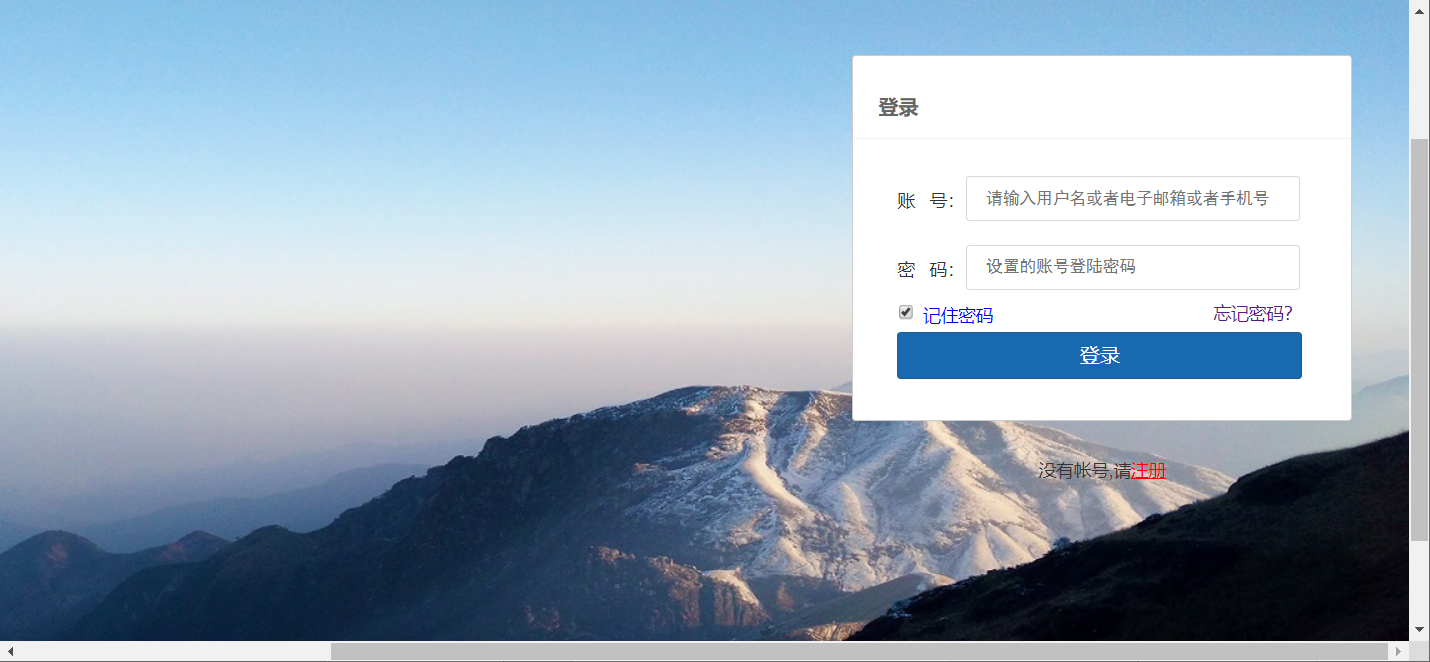 登录
账 号：请输入用户名或者电子邮箱或者手机号
密 码：设置的账号登陆密码
记住密码 忘记密码?
登录
没有帐号,请注册